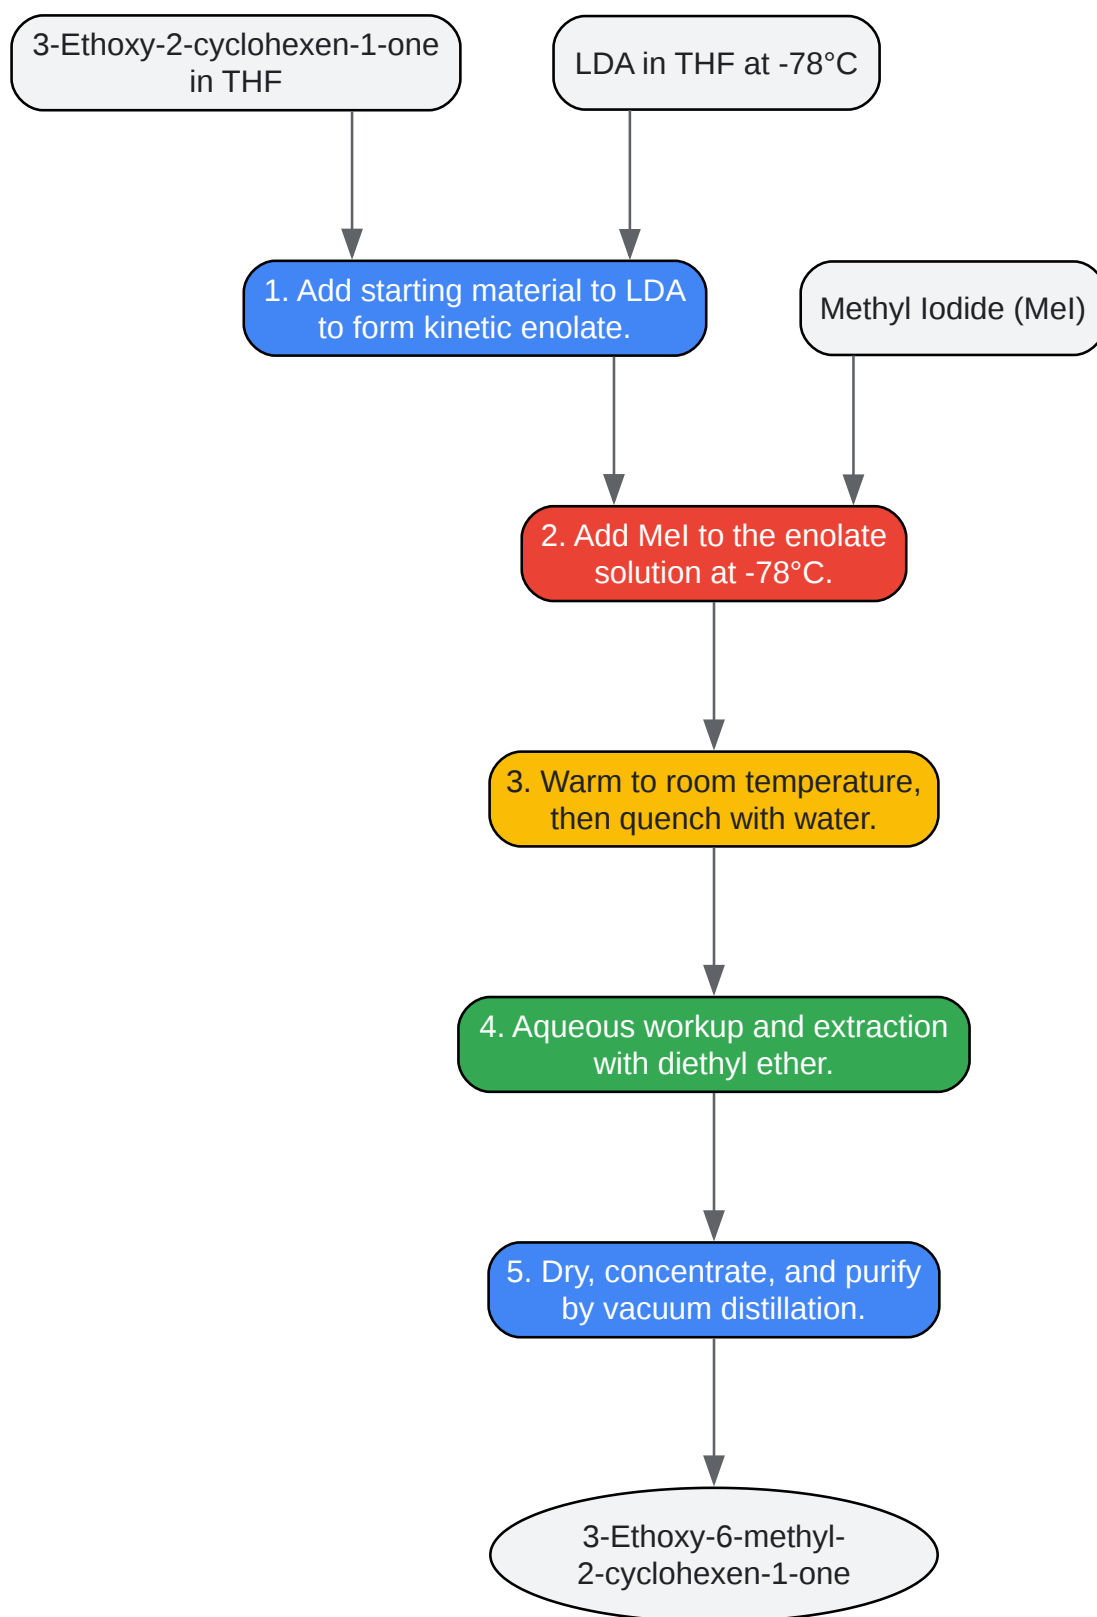 3-Ethoxy-2-cyclohexen-1-one
in THF
LDA in THF at -78°C
1. Add starting material to LDA
to form kinetic enolate.
Methyl Iodide (MeI)
2. Add MeI to the enolate
solution at -78°C.
3. Warm to room temperature,
then quench with water.
4. Aqueous workup and extraction
with diethyl ether.
5. Dry, concentrate, and purify
by vacuum distillation.
3-Ethoxy-6-methyl-
2-cyclohexen-1-one